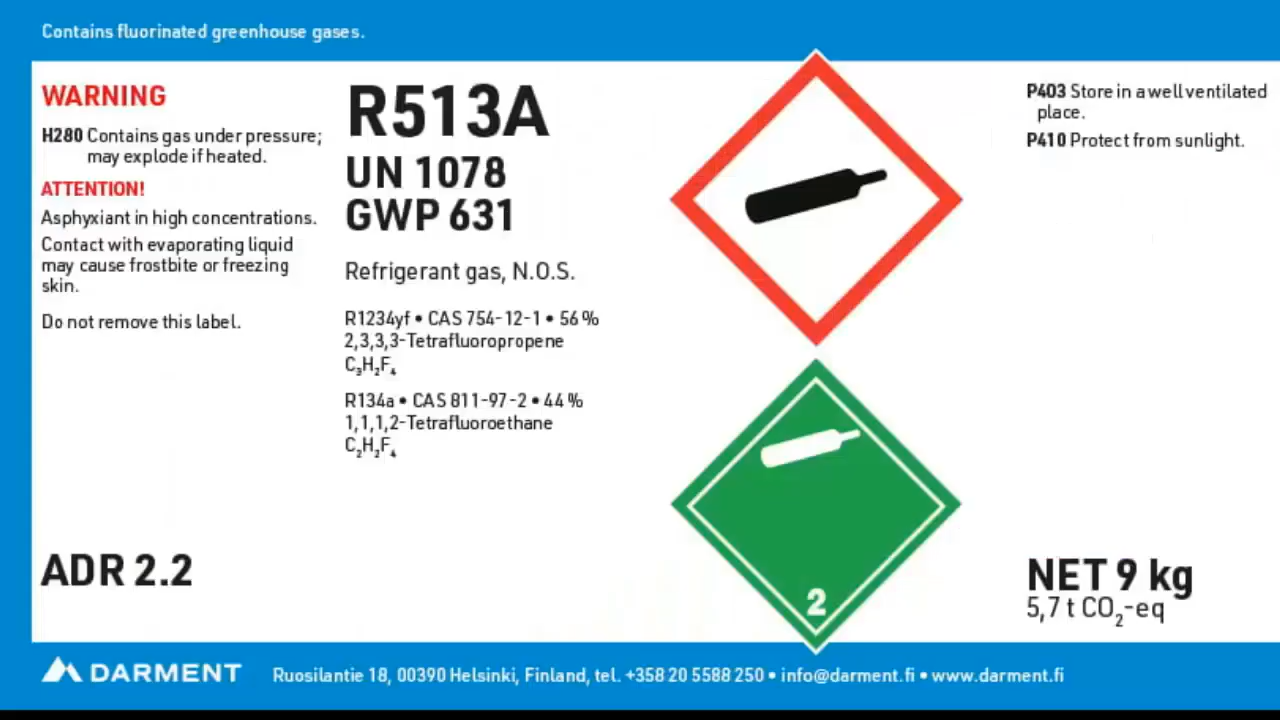 Contains fluorinated greenhouse gases.
WARNING
H280 Contains gas under pressure;
may explode if heated.
ATTENTION!
Asphyxiant in high concentrations.
Contact with evaporating liquid
may cause frostbite or freezing
skin.
Do not remove this label.
ADR 2.2
R513A
UN 1078
GWP 631
Refrigerant gas, N.O.S.
R1234yf • CAS 754-12-1 • 56 %
2,3,3,3-Tetrafluoropropene
C₃H₂F₄
R134a • CAS 811-97-2 • 44 %
1,1,1,2-Tetrafluoroethane
C₂H₂F₄
2
P403 Store in a well ventilated
place.
P410 Protect from sunlight.
NET 9 kg
5,7 t CO₂-eq
DARMENT
Ruosilantie 18, 00390 Helsinki, Finland, tel. +358 20 5588 250 • info@darment.fi • www.darment.fi